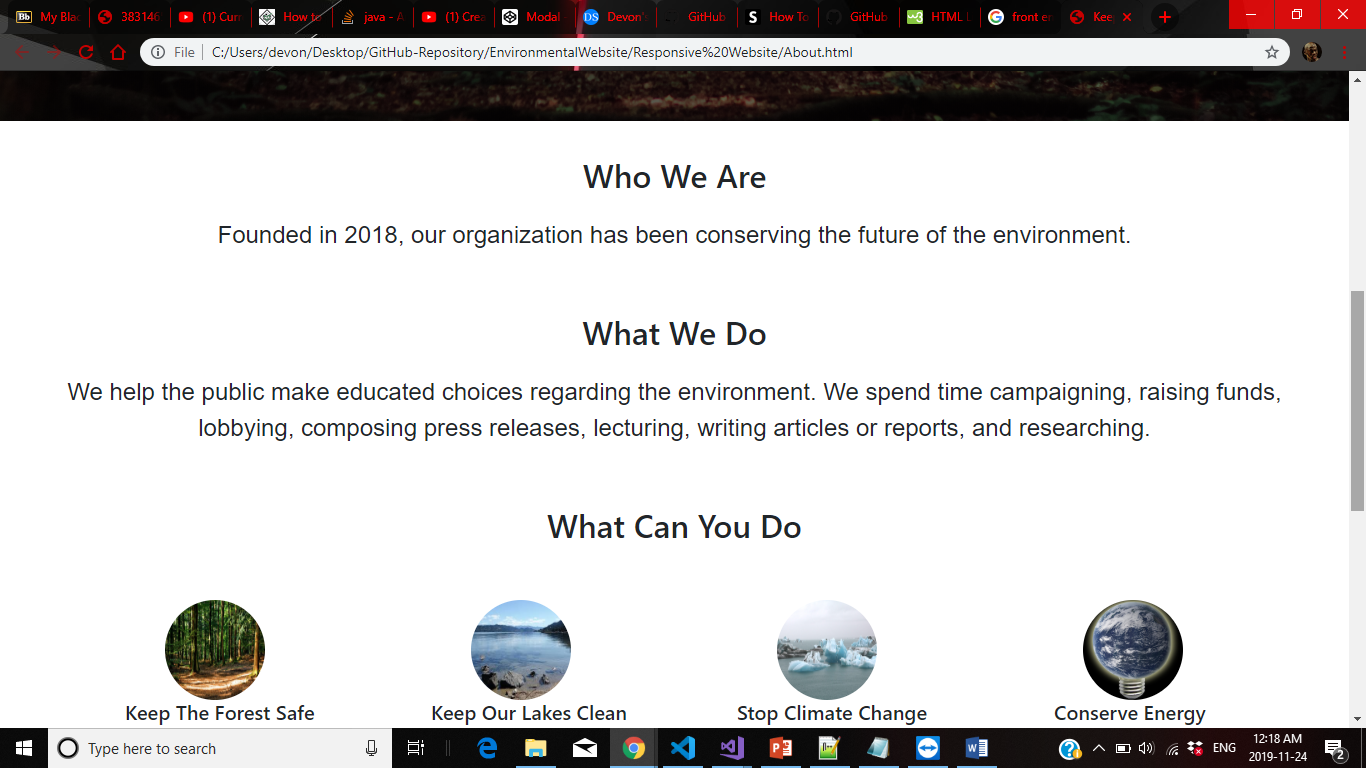 My Blac
383146
(1) Curr
How to
java - A
(1) Crea
Modal
Devon's
GitHub
How To
GitHub
HTML L
front en
Kee
File
C:/Users/devon/Desktop/GitHub-Repository/EnvironmentalWebsite/Responsive%20Website/About.html
Who We Are
Founded in 2018, our organization has been conserving the future of the environment.
What We Do
We help the public make educated choices regarding the environment. We spend time campaigning, raising funds,
lobbying, composing press releases, lecturing, writing articles or reports, and researching.
What Can You Do
Keep The Forest Safe
Keep Our Lakes Clean
Stop Climate Change
Conserve Energy
Type here to search
ENG
12:18 AM
2019-11-24
2